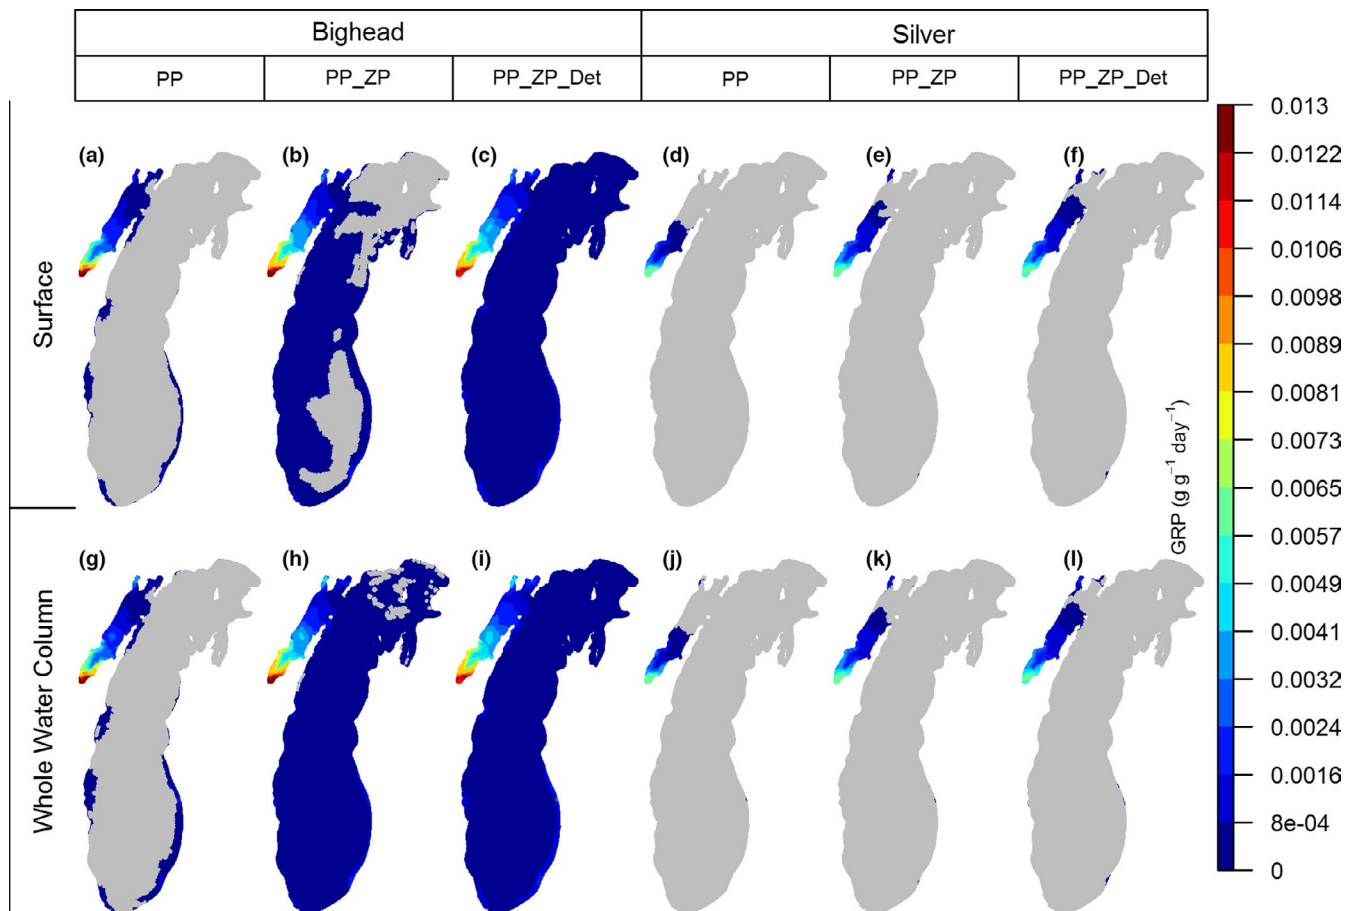 Bighead Silver
PP PP_ZP PP_ZP_Det PP PP_ZP PP_ZP_Det
Surface
(a) (b) (c) (d) (e) (f)
Whole Water Column
(g) (h) (i) (j) (k) (l)
GRP (g g⁻¹ day⁻¹)
0.013
0.0122
0.0114
0.0106
0.0098
0.0089
0.0081
0.0073
0.0065
0.0057
0.0049
0.0041
0.0032
0.0024
0.0016
8e-04
0